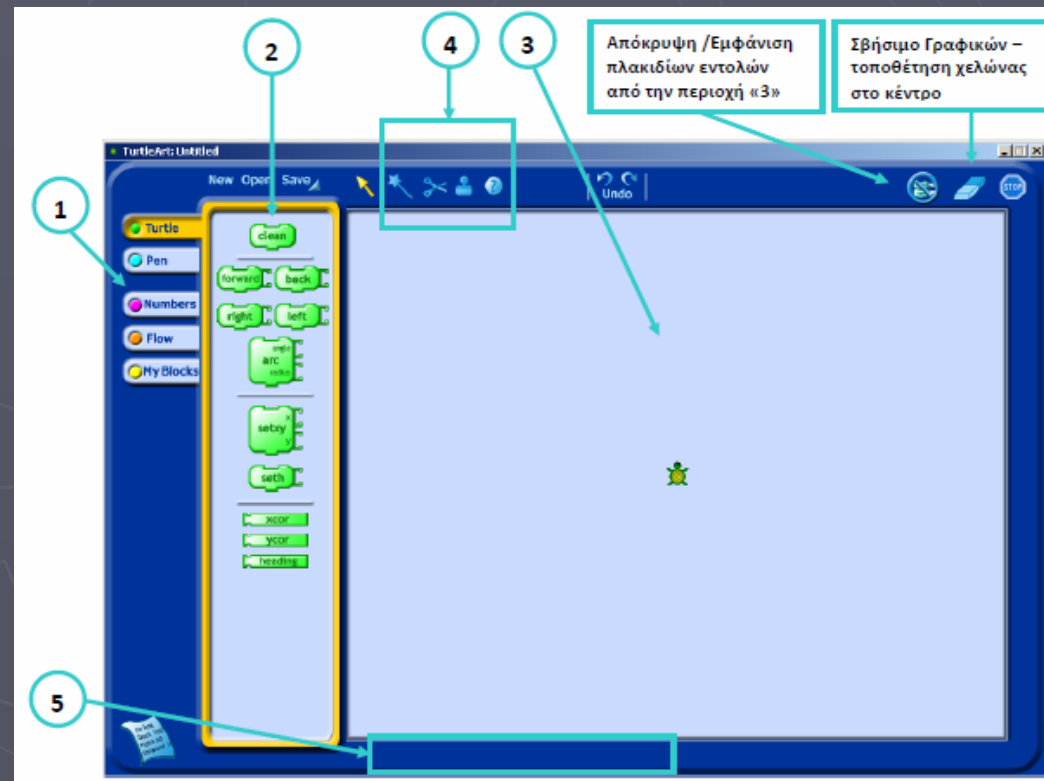 2
4
3
Απόκρυψη /Εμφάνιση
πλακιδίων εντολών
από την περιοχή «3»
Σβήσιμο Γραφικών –
τοποθέτηση χελώνας
στο κέντρο
TurtleArt: Untitled
New Open Save
Undo
STOP
1
Turtle
Pen
Numbers
Flow
My Blocks
clean
forward back
right left
angle
arc
radius
x
setxy
y
seth
xcor
ycor
heading
5